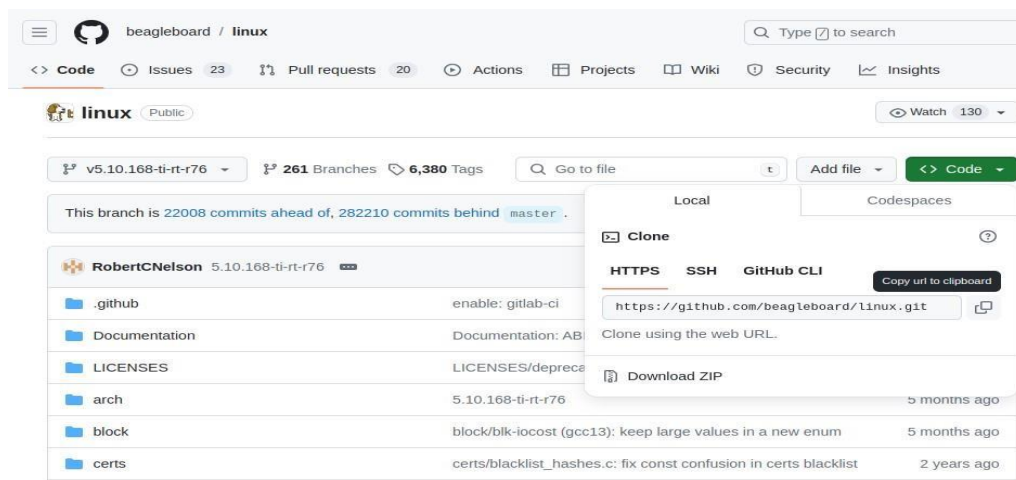 beagleboard / linux
Type / to search
<> Code
Issues 23
Pull requests 20
Actions
Projects
Wiki
Security
Insights
linux Public
Watch 130
v5.10.168-ti-rt-r76
261 Branches
6,380 Tags
Go to file t
Add file
<> Code
This branch is 22008 commits ahead of, 282210 commits behind master .
Local
Codespaces
Clone
HTTPS SSH GitHub CLI
Copy url to clipboard
https://github.com/beagleboard/linux.git
Clone using the web URL.
Download ZIP
RobertCNelson 5.10.168-ti-rt-r76
.github enable: gitlab-ci
Documentation Documentation: AB
LICENSES LICENSES/depreca
arch 5.10.168-ti-rt-r76 5 months ago
block block/blk-iocost (gcc13): keep large values in a new enum 5 months ago
certs certs/blacklist_hashes.c: fix const confusion in certs blacklist 2 years ago